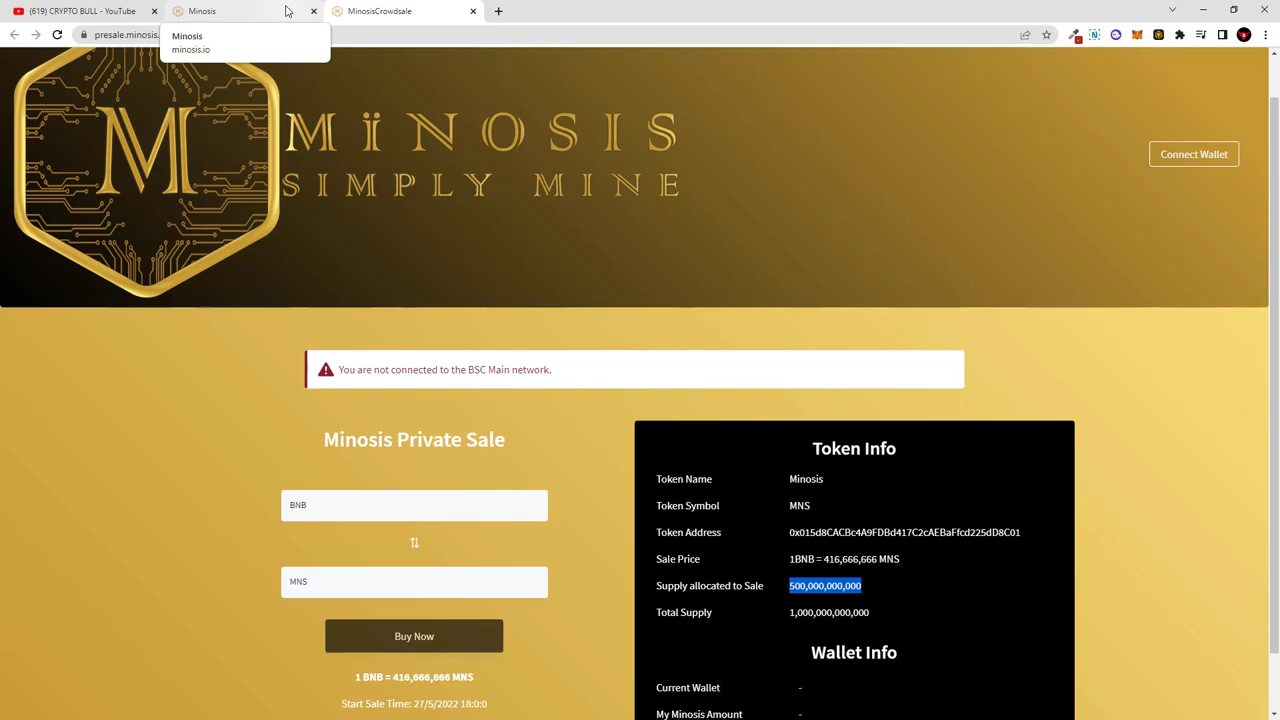 (619) CRYPTO BULL - YouTube
Minosis
MinosisCrowdsale
presale.minosis.
Minosis
minosis.io
M
MiNOSIS
SIMPLY MINE
Connect Wallet
You are not connected to the BSC Main network.
Minosis Private Sale
BNB
MNS
Buy Now
1 BNB = 416,666,666 MNS
Start Sale Time: 27/5/2022 18:0:0
Token Info
Token Name Minosis
Token Symbol MNS
Token Address 0x015d8CACBc4A9FDBd417C2cAEBaFfcd225dD8C01
Sale Price 1BNB = 416,666,666 MNS
Supply allocated to Sale 500,000,000,000
Total Supply 1,000,000,000,000
Wallet Info
Current Wallet -
My Minosis Amount -